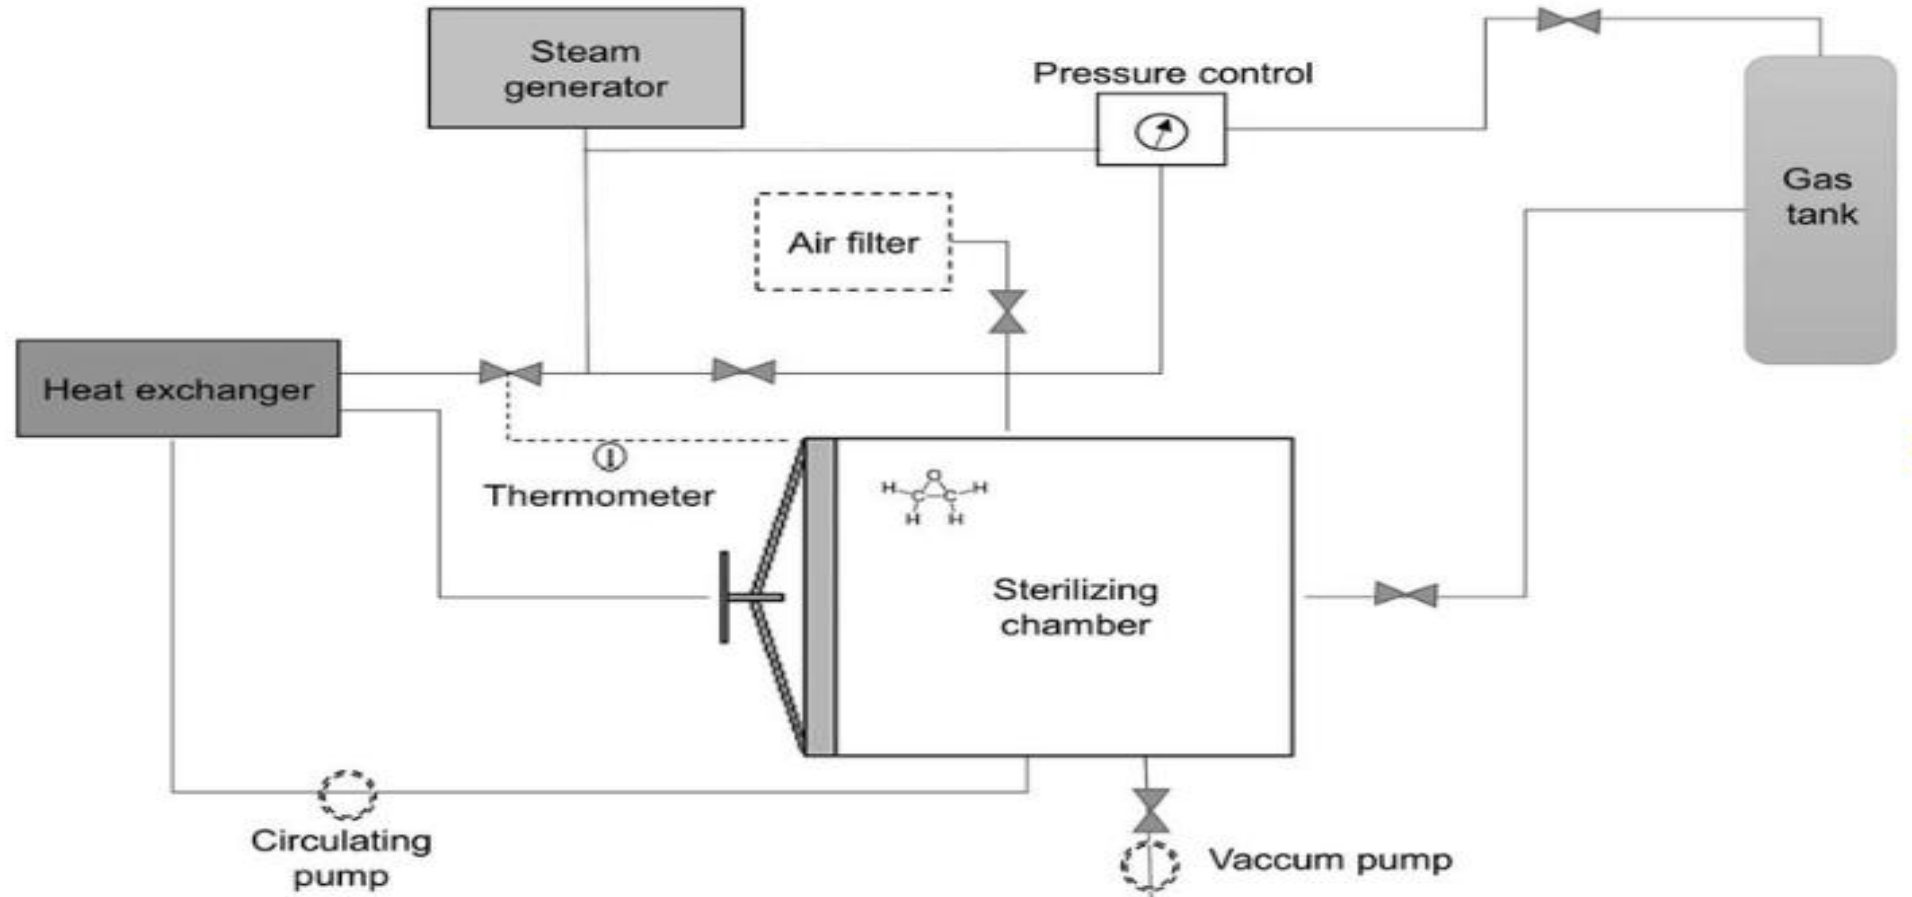 Steam
generator
Pressure control
Gas
tank
Air filter
Heat exchanger
Thermometer
O
H C C H
H H
Sterilizing
chamber
Circulating
pump
Vaccum pump